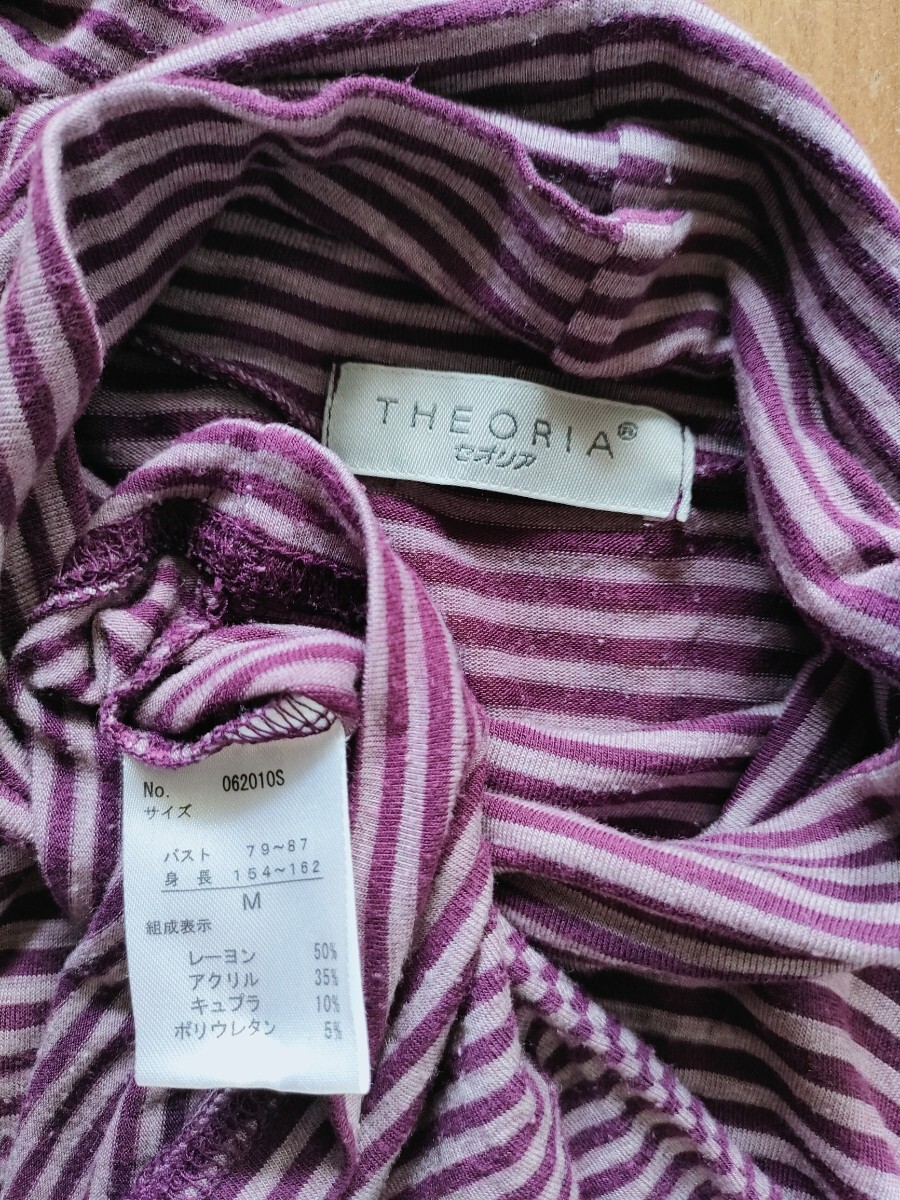 THEORIA®
セオリア
No. 062010S
サイズ
バスト 79~87
身長 154~162
M
組成表示
レーヨン 50%
アクリル 35%
キュプラ 10%
ポリウレタン 5%